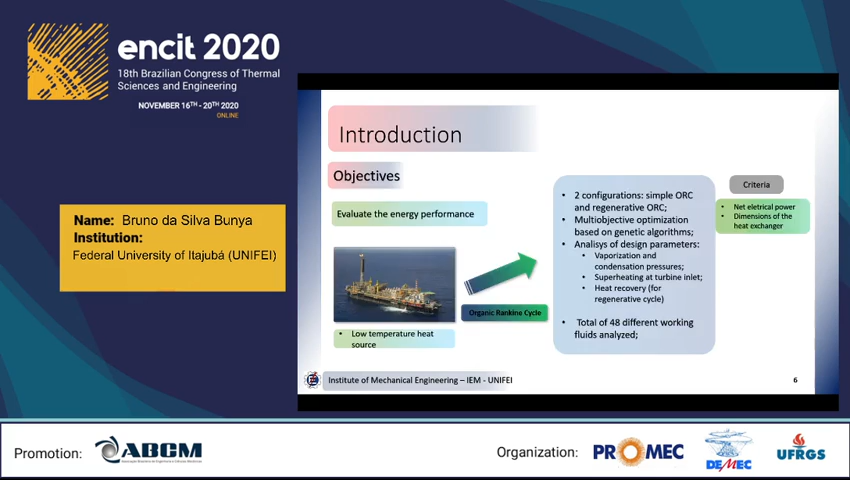 encit 2020
18th Brazilian Congress of Thermal
Sciences and Engineering
NOVEMBER 16TH - 20TH 2020
ONLINE
Name: Bruno da Silva Bunya
Institution:
Federal University of Itajubá (UNIFEI)
Introduction
Objectives
Evaluate the energy performance
• Low temperature heat
source
Organic Rankine Cycle
• 2 configurations: simple ORC
and regenerative ORC;
• Multiobjective optimization
based on genetic algorithms;
• Analisys of design parameters:
• Vaporization and
condensation pressures;
• Superheating at turbine inlet;
• Heat recovery (for
regenerative cycle)
• Total of 48 different working
fluids analyzed;
Criteria
• Net eletrical power
• Dimensions of the
heat exchanger
Institute of Mechanical Engineering – IEM - UNIFEI
6
Promotion:
ABCM
Organization:
PROMEC
DEMEC
UFRGS